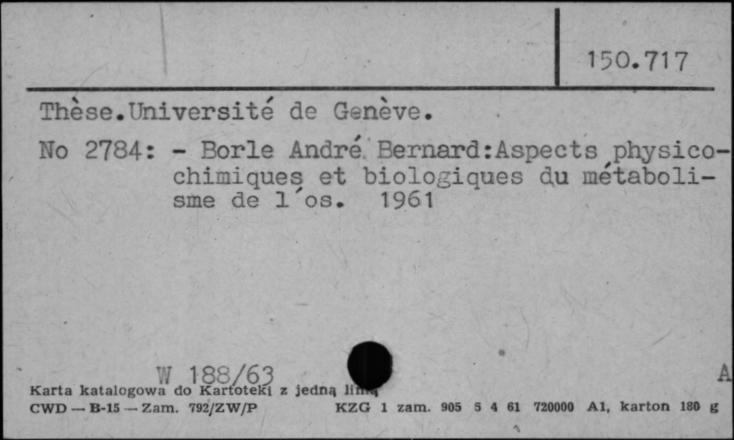 150.717
Thèse.Université de Genève.
No 2784: - Borle André Bernard:Aspects physico-
chimiques et biologiques du métaboli-
sme de l'os. 1961
W 188/63
A
Karta katalogowa do Kartoteki z jedną linią
CWD — B-15 — Zam. 792/ZW/P KZG 1 zam. 905 5 4 61 720000 A1, karton 180 g